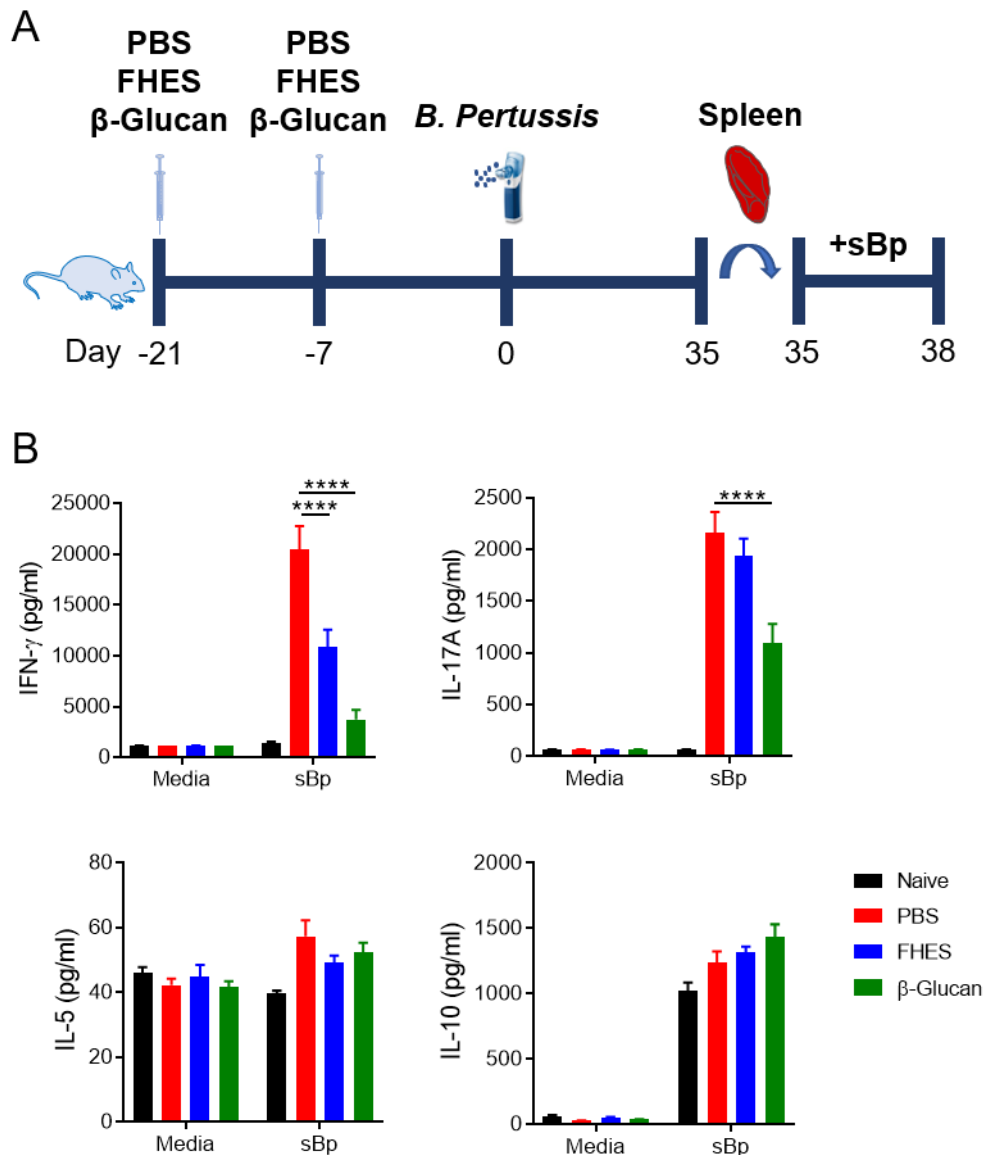 A
PBS
FHES
β-Glucan
PBS
FHES
β-Glucan
B. Pertussis
Spleen
+sBp
Day -21 -7 0 35 35 38
B
IFN-γ (pg/ml)
25000
20000
15000
10000
5000
0
****
****
Media sBp
IL-17A (pg/ml)
2500
2000
1500
1000
500
0
****
Media sBp
IL-5 (pg/ml)
80
60
40
20
0
Media sBp
IL-10 (pg/ml)
2000
1500
1000
500
0
Media sBp
Naive
PBS
FHES
β-Glucan